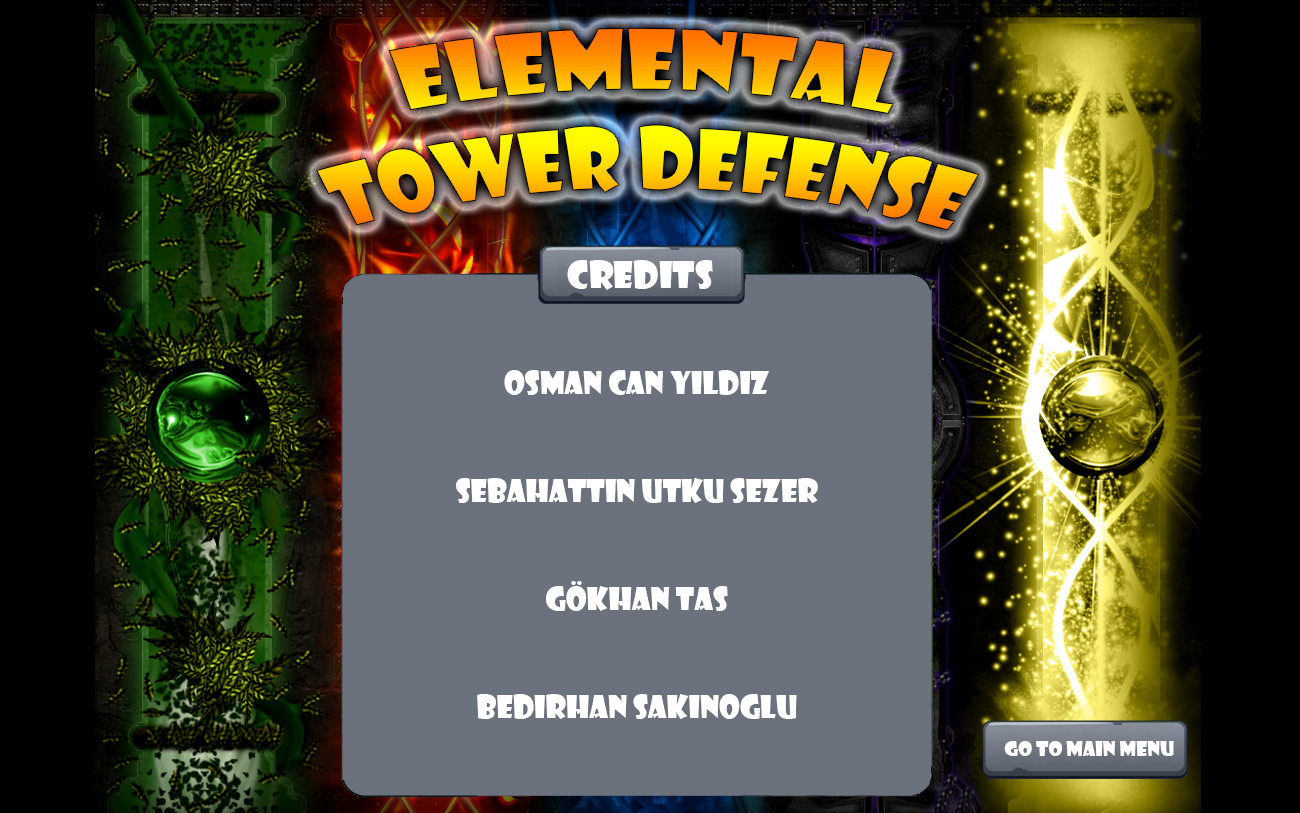 ELEMENTAL
TOWER DEFENSE
CREDITS
OSMAN CAN YILDIZ
SEBAHATTIN UTKU SEZER
GÖKHAN TAS
BEDIRHAN SAKINOGLU
GO TO MAIN MENU